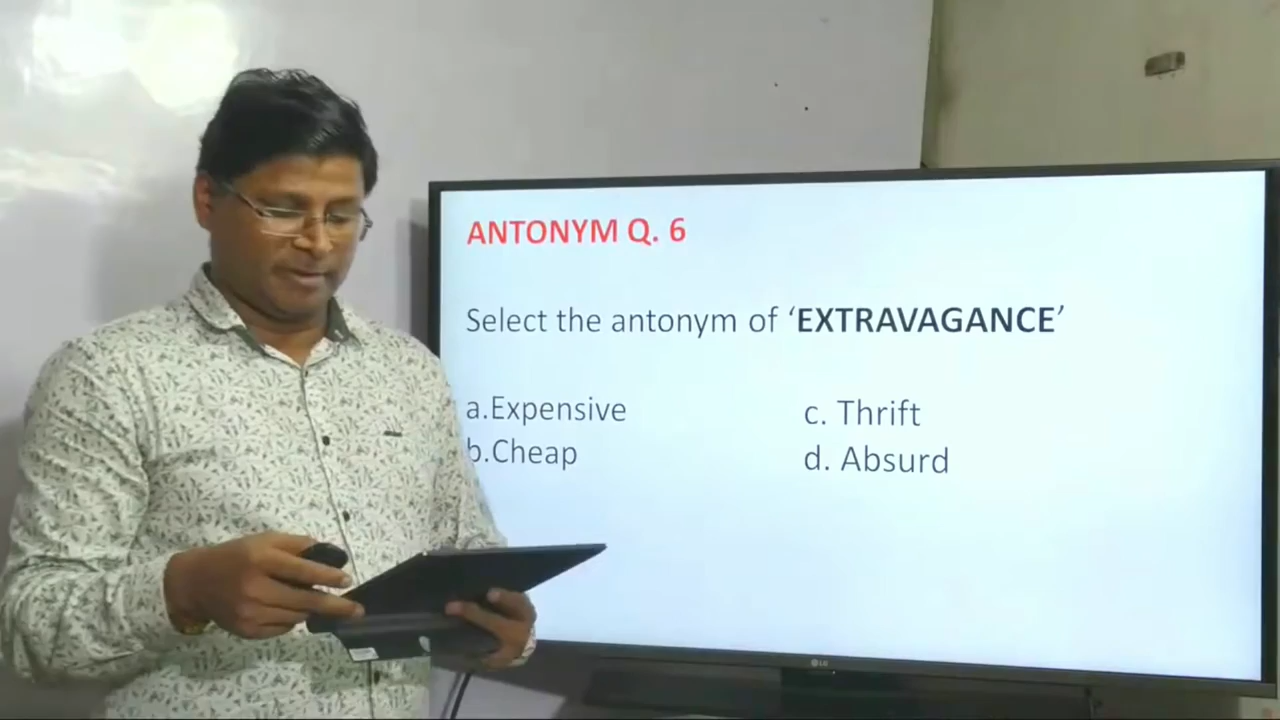 ANTONYM Q. 6
Select the antonym of ‘EXTRAVAGANCE’
a.Expensive
b.Cheap
c. Thrift
d. Absurd
LG